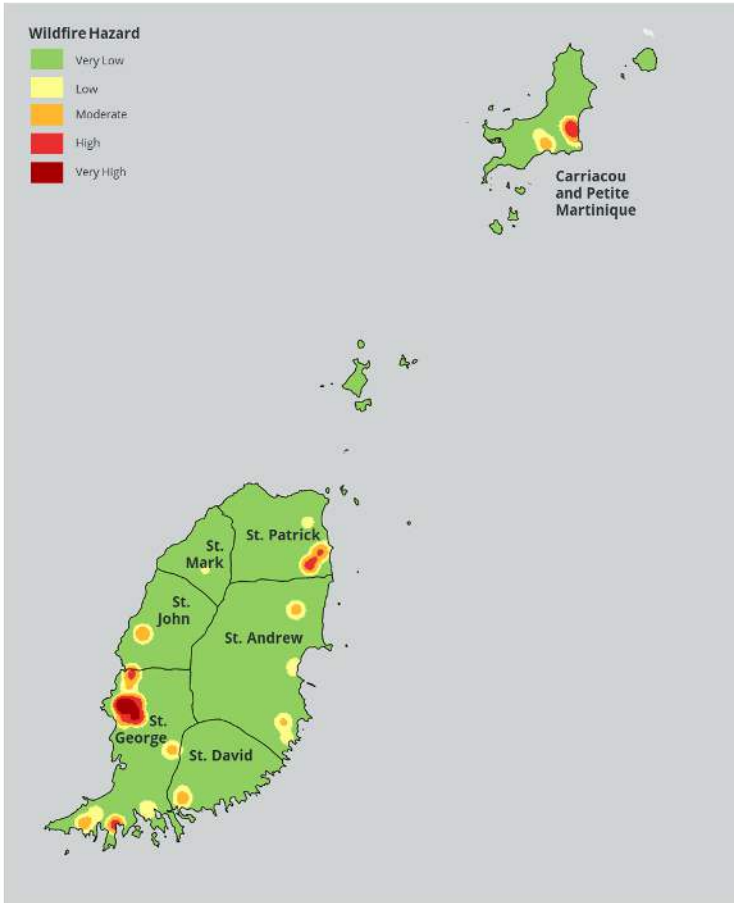 Wildfire Hazard
Very Low
Low
Moderate
High
Very High
Carriacou
and Petite
Martinique
St. Patrick
St.
Mark
St.
John
St. Andrew
St.
George
St. David